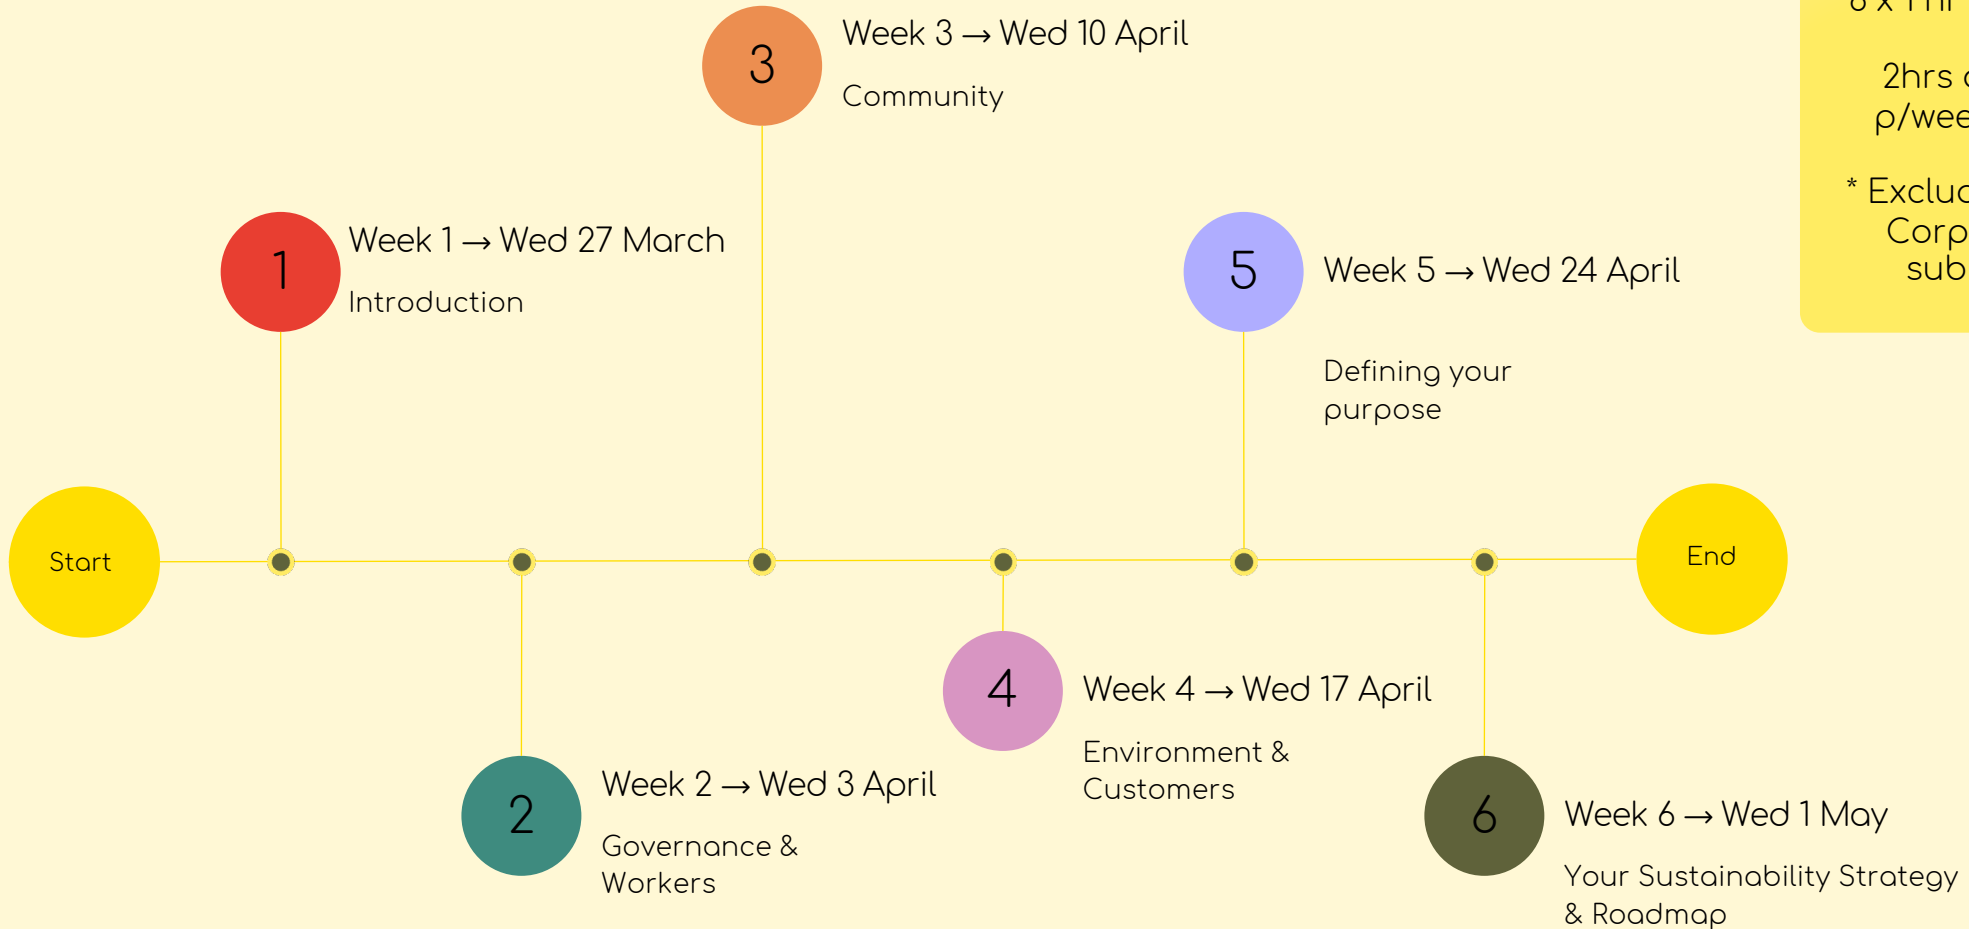 3
Week 3 → Wed 10 April
Community
1
Week 1 → Wed 27 March
Introduction
5
Week 5 → Wed 24 April
Defining your
purpose
Start
End
4
Week 4 → Wed 17 April
Environment &
Customers
2
Week 2 → Wed 3 April
Governance &
Workers
6
Week 6 → Wed 1 May
Your Sustainability Strategy
& Roadmap
2hrs
*